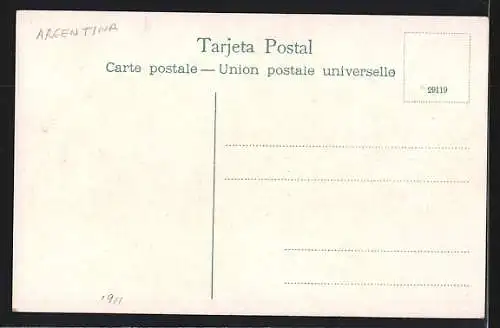 ARGENTINA
Tarjeta Postal
Carte postale — Union postale universelle
29119
1911